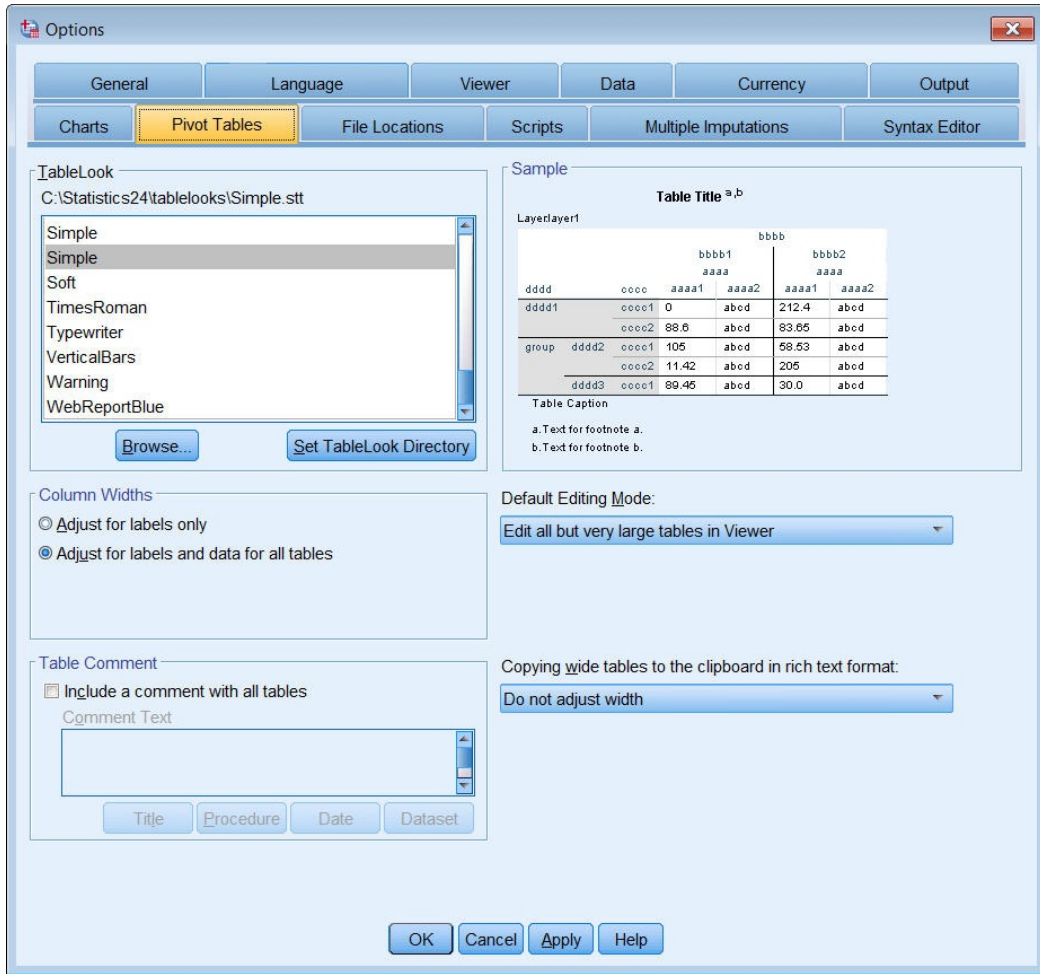 Options
General Language Viewer Data Currency Output
Charts Pivot Tables File Locations Scripts Multiple Imputations Syntax Editor
TableLook
C:\Statistics24\tablelooks\Simple.stt
Simple
Simple
Soft
TimesRoman
Typewriter
VerticalBars
Warning
WebReportBlue
Browse... Set TableLook Directory
Sample
Table Title a,b
Layer:layer1
bbbb
bbbb1 bbbb2
aaaa aaaa
dddd cccc aaaa1 aaaa2 aaaa1 aaaa2
dddd1 cccc1 0 abcd 212.4 abcd
cccc2 88.6 abcd 83.65 abcd
group dddd2 cccc1 105 abcd 58.53 abcd
cccc2 11.42 abcd 205 abcd
dddd3 cccc1 89.45 abcd 30.0 abcd
Table Caption
a.Text for footnote a.
b.Text for footnote b.
Column Widths
Adjust for labels only
Adjust for labels and data for all tables
Default Editing Mode:
Edit all but very large tables in Viewer
Table Comment
Include a comment with all tables
Comment Text
Title Procedure Date Dataset
Copying wide tables to the clipboard in rich text format:
Do not adjust width
OK Cancel Apply Help